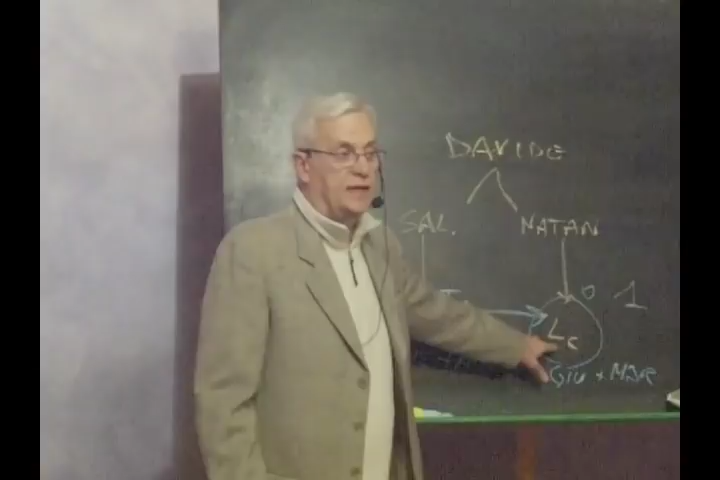 DAVIDE
SAL. NATAN
0 1
Lc
GIU + MAR